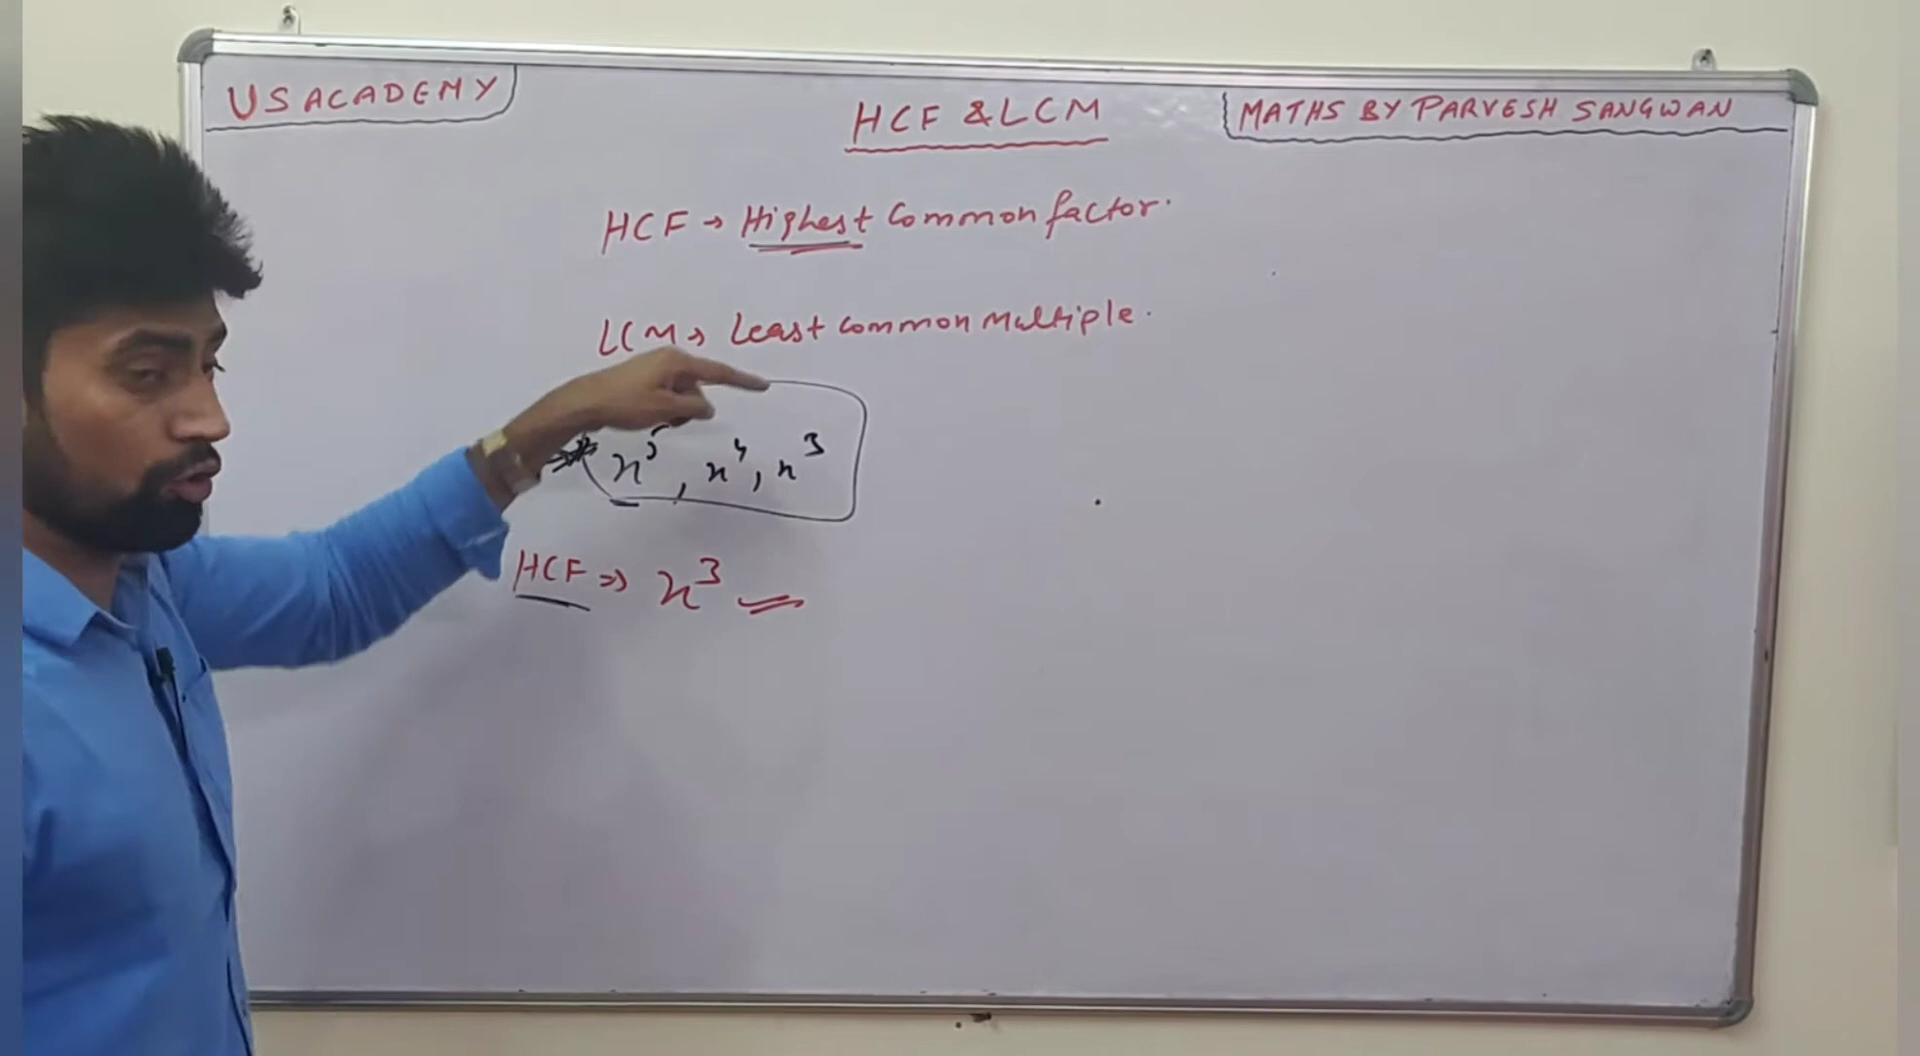 US ACADEMY
HCF & LCM
MATHS BY PARVESH SANGWAN
HCF → Highest Common factor.
LCM → Least common Multiple.
x⁵, x⁴, x³
HCF ⇒ x³